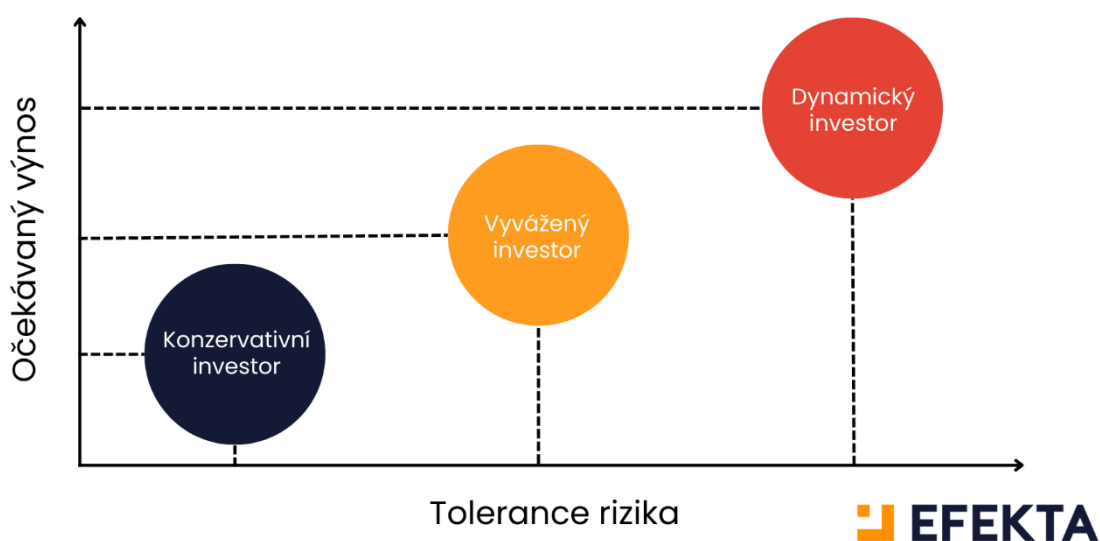 Očekávaný výnos
Dynamický
investor
Vyvážený
investor
Konzervativní
investor
Tolerance rizika
EFEKTA